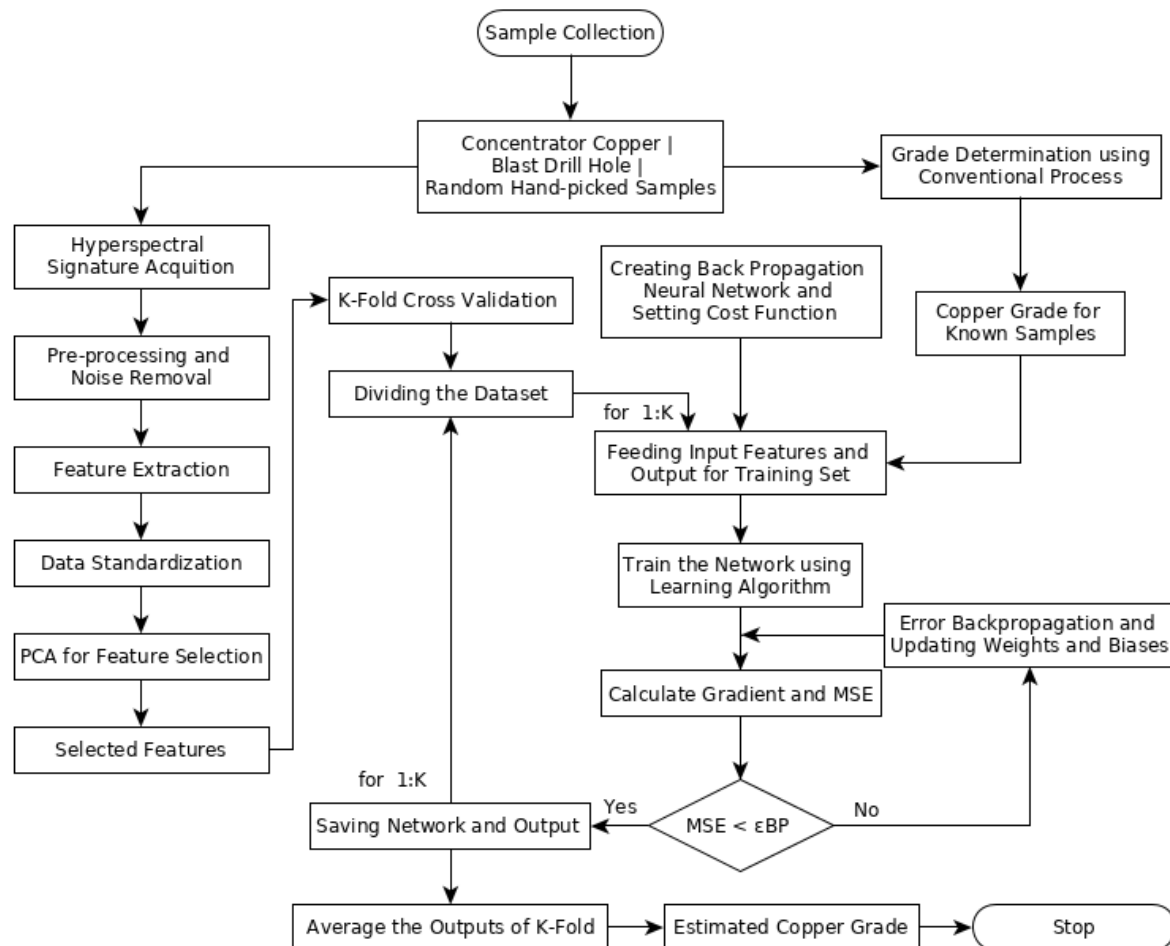 Sample Collection
Concentrator Copper |
Blast Drill Hole |
Random Hand-picked Samples
Grade Determination using
Conventional Process
Hyperspectral
Signature Acquition
Creating Back Propagation
Neural Network and
Setting Cost Function
K-Fold Cross Validation
Copper Grade for
Known Samples
Pre-processing and
Noise Removal
Dividing the Dataset
for 1:K
Feature Extraction
Feeding Input Features and
Output for Training Set
Data Standardization
Train the Network using
Learning Algorithm
Error Backpropagation and
Updating Weights and Biases
PCA for Feature Selection
Calculate Gradient and MSE
Selected Features
for 1:K
Saving Network and Output
Yes
MSE < εBP
No
Average the Outputs of K-Fold
Estimated Copper Grade
Stop